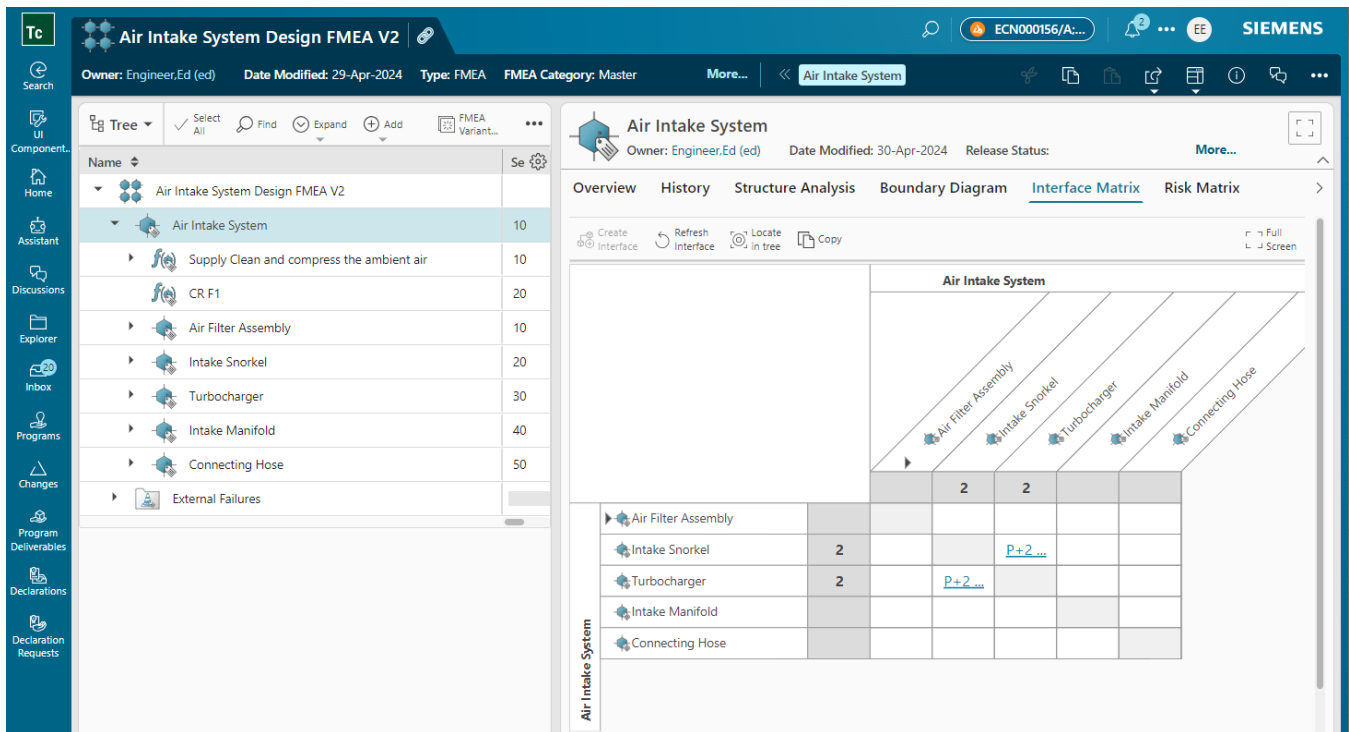 Tc
Air Intake System Design FMEA V2
ECN000156/A;...
2
EE
SIEMENS
Owner: Engineer,Ed (ed)
Date Modified: 29-Apr-2024
Type: FMEA
FMEA Category: Master
More...
Air Intake System
Search
UI
Component..
Home
Assistant
Discussions
Explorer
20
Inbox
Programs
Changes
Program
Deliverables
Declarations
Declaration
Requests
Tree
Select
All
Find
Expand
Add
FMEA
Variant...
Name
Se
Air Intake System Design FMEA V2
Air Intake System 10
Supply Clean and compress the ambient air 10
CR F1 20
Air Filter Assembly 10
Intake Snorkel 20
Turbocharger 30
Intake Manifold 40
Connecting Hose 50
External Failures
Air Intake System
Owner: Engineer,Ed (ed)
Date Modified: 30-Apr-2024
Release Status:
More...
Overview
History
Structure Analysis
Boundary Diagram
Interface Matrix
Risk Matrix
Create
Interface
Refresh
Interface
Locate
in tree
Copy
Full
Screen
Air Intake System
Air Filter Assembly
Intake Snorkel
Turbocharger
Intake Manifold
Connecting Hose
2 2
Air Intake System
Air Filter Assembly
Intake Snorkel 2 P+2 ...
Turbocharger 2 P+2 ...
Intake Manifold
Connecting Hose